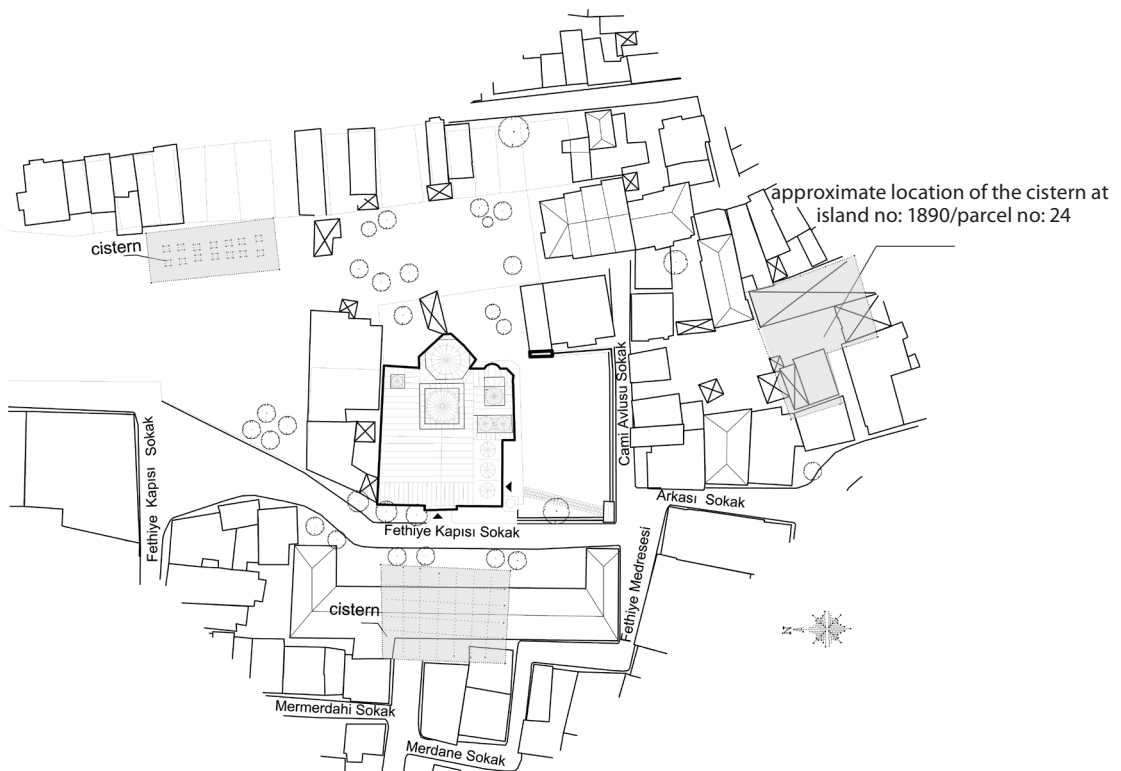 approximate location of the cistern at
island no: 1890/parcel no: 24
cistern
Cami Avlusu Sokak
Fethiye Kapısı Sokak
Arkası Sokak
Fethiye Kapısı Sokak
Fethiye Medresesi
cistern
Mermerdahi Sokak
Merdane Sokak
N